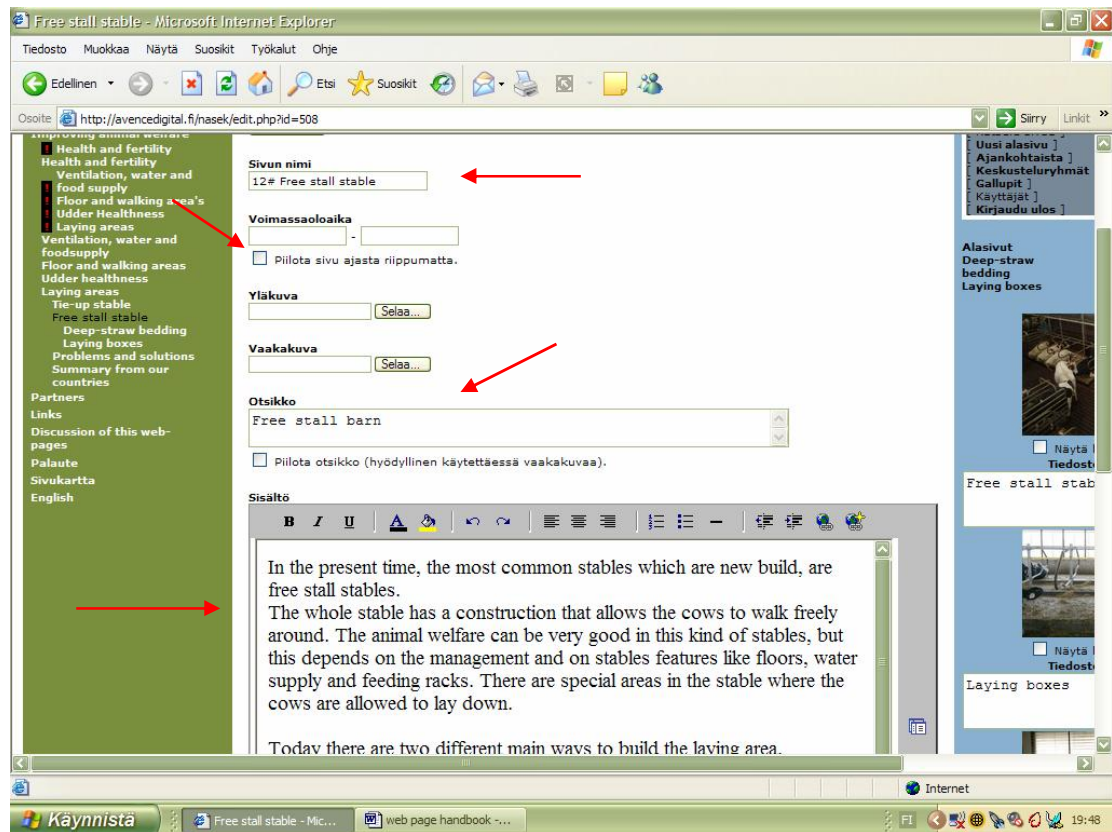 Free stall stable - Microsoft Internet Explorer
Tiedosto Muokkaa Näytä Suosikit Työkalut Ohje
Edellinen Etsi Suosikit
Osoite http://avencedigital.fi/nasek/edit.php?id=508 Siirry Linkit »
Improving animal welfare
! Health and fertility
Health and fertility
Ventilation, water and
! food supply
! Floor and walking area's
! Udder Healthness
! Laying areas
Ventilation, water and
foodsupply
Floor and walking areas
Udder healthness
Laying areas
Tie-up stable
Free stall stable
Deep-straw bedding
Laying boxes
Problems and solutions
Summary from our
countries
Partners
Links
Discussion of this web-
pages
Palaute
Sivukartta
English
Sivun nimi
12# Free stall stable
Voimassaoloaika
-
Piilota sivu ajasta riippumatta.
Yläkuva
Selaa...
Vaakakuva
Selaa...
Otsikko
Free stall barn
Piilota otsikko (hyödyllinen käytettäessä vaakakuvaa).
Sisältö
B I U A
In the present time, the most common stables which are new build, are
free stall stables.
The whole stable has a construction that allows the cows to walk freely
around. The animal welfare can be very good in this kind of stables, but
this depends on the management and on stables features like floors, water
supply and feeding racks. There are special areas in the stable where the
cows are allowed to lay down.
Today there are two different main ways to build the laying area.
[ Uusi alasivu ]
[ Ajankohtaista ]
[ Keskusteluryhmät
[ Gallupit ]
[ Käyttäjät ]
[ Kirjaudu ulos ]
Alasivut
Deep-straw
bedding
Laying boxes
Näytä
Tiedost
Free stall stab
Näytä
Tiedost
Laying boxes
Internet
Käynnistä Free stall stable - Mic... web page handbook -... FI 19:48